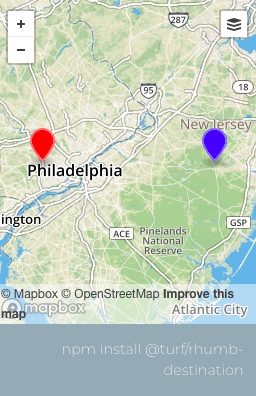 +
−
287
95
18
New Jersey
Philadelphia
ington
GSP
ACE
Pinelands
National
Reserve
© Mapbox © OpenStreetMap Improve this
map
mapbox
Atlantic City
npm install @turf/rhumb-
destination